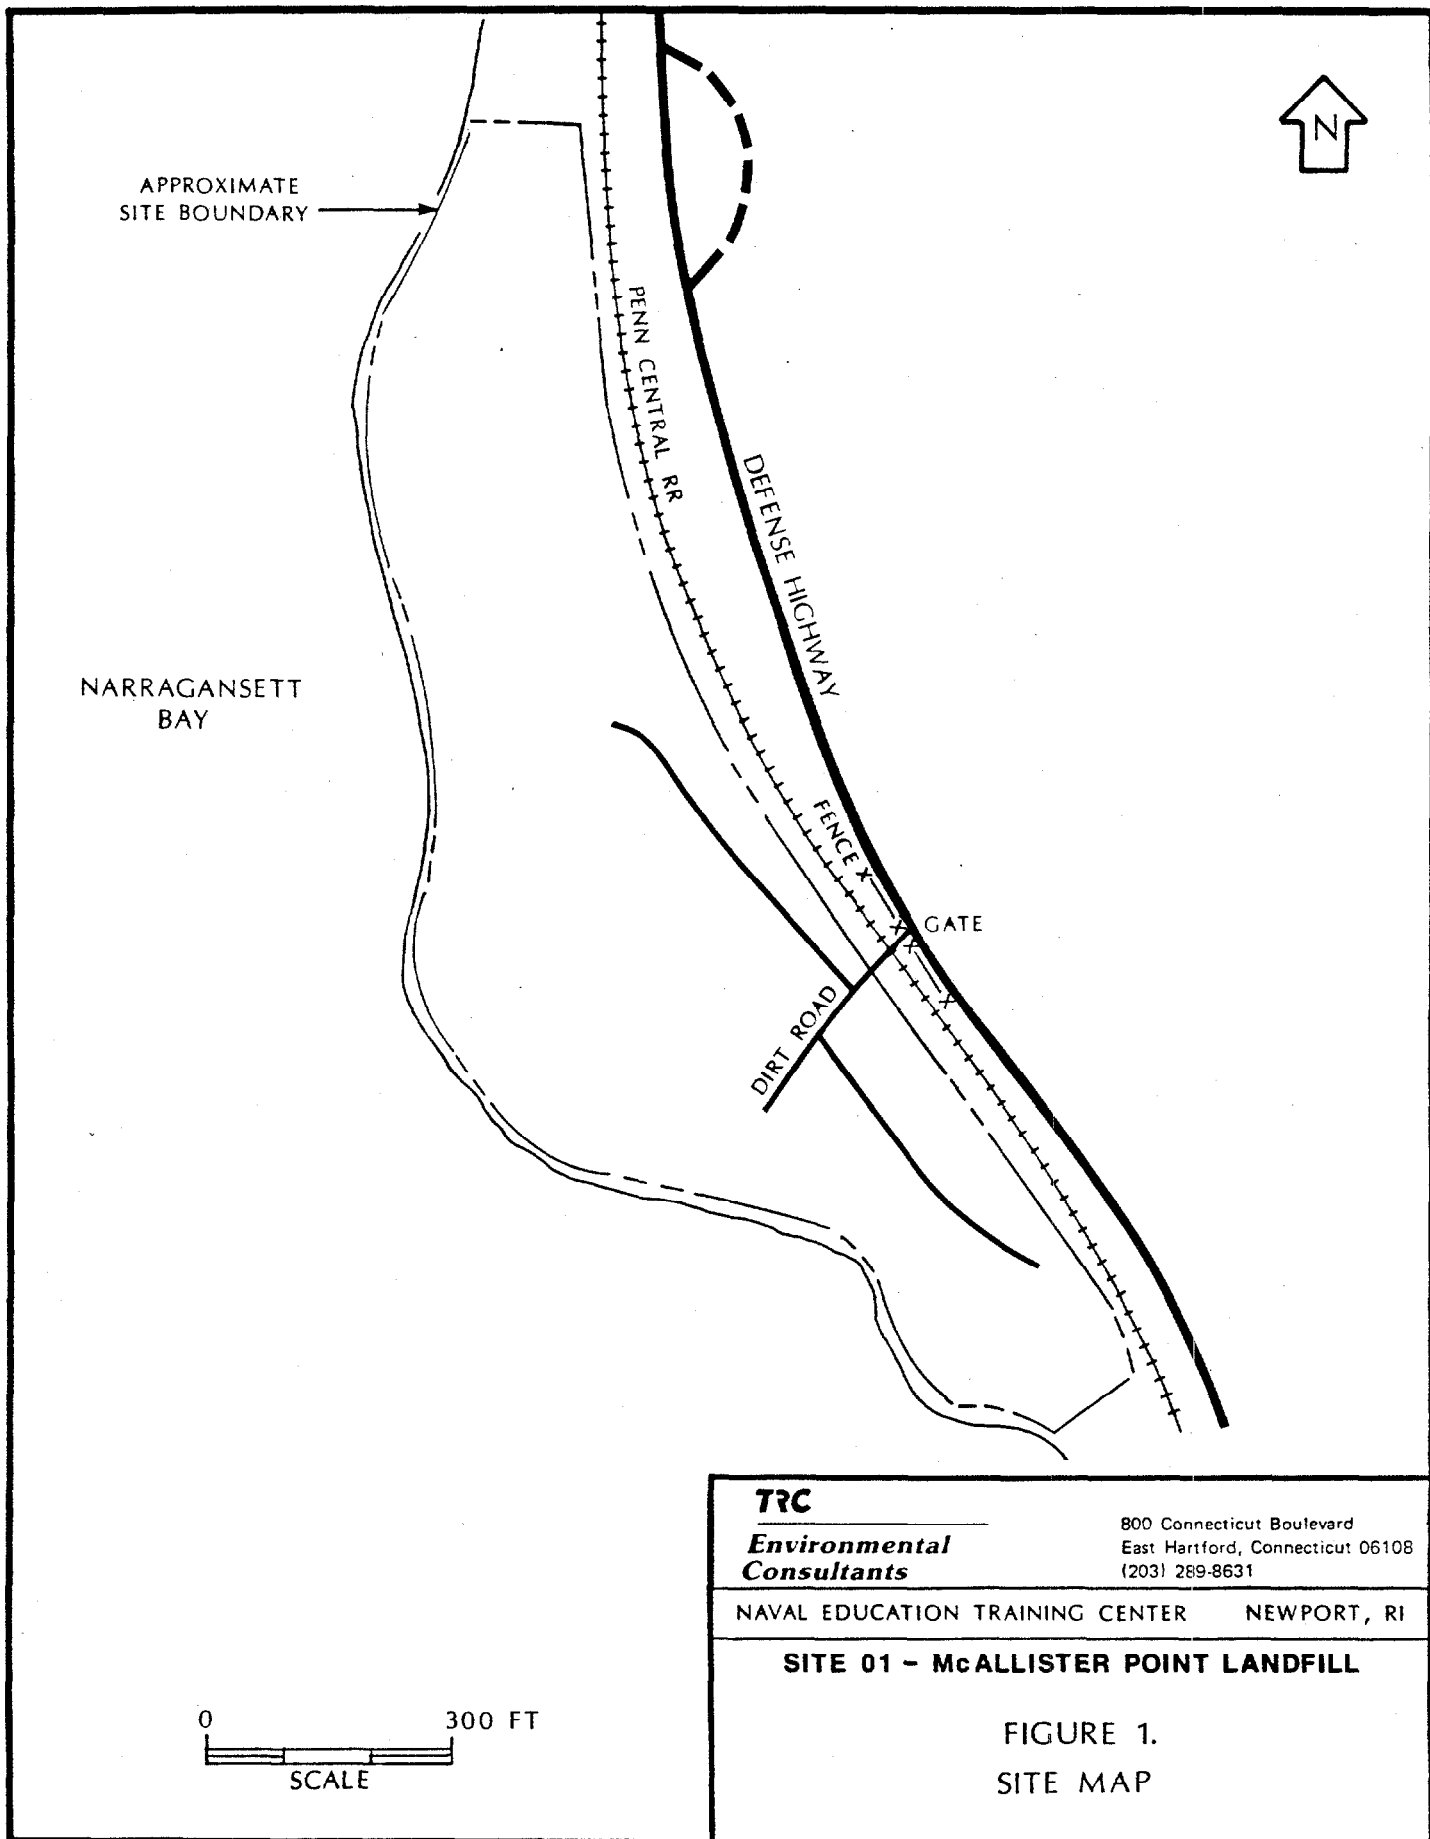 N
APPROXIMATE
SITE BOUNDARY
PENN CENTRAL RR
DEFENSE HIGHWAY
NARRAGANSETT
BAY
FENCE
GATE
DIRT ROAD
TRC
Environmental
Consultants
800 Connecticut Boulevard
East Hartford, Connecticut 06108
(203) 289-8631
NAVAL EDUCATION TRAINING CENTER NEWPORT, RI
SITE 01 - McALLISTER POINT LANDFILL
FIGURE 1.
SITE MAP
0 300 FT
SCALE